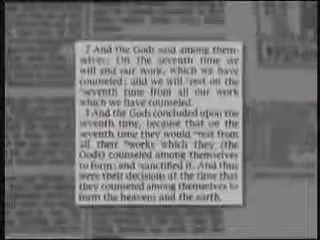 2 And the Gods said among them-
selves: On the seventh time we
will end our work, which we have
counseled; and we will rest on the
seventh time from all our work
which we have counseled.
3 And the Gods concluded upon the
seventh time, because that on the
seventh time they would rest from
all their works which they (the
Gods) counseled among themselves
to form; and sanctified it. And thus
were their decisions at the time that
they counseled among themselves to
form the heavens and the earth.